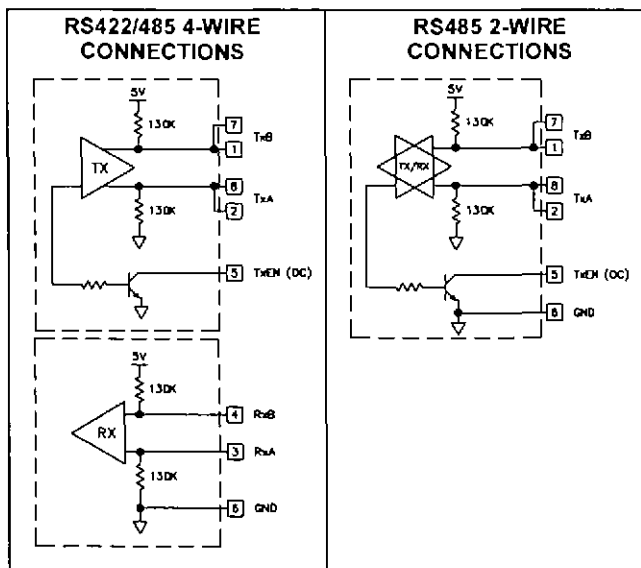 RS422/485 4-WIRE
CONNECTIONS
5V
130K
7
TxB
1
TX
8
TxA
2
130K
5 TxEN (OC)
5V
130K
4 RxB
RX
3 RxA
130K
6 GND
RS485 2-WIRE
CONNECTIONS
5V
130K
7
TxB
1
TX/RX
8
TxA
2
130K
5 TxEN (OC)
6 GND